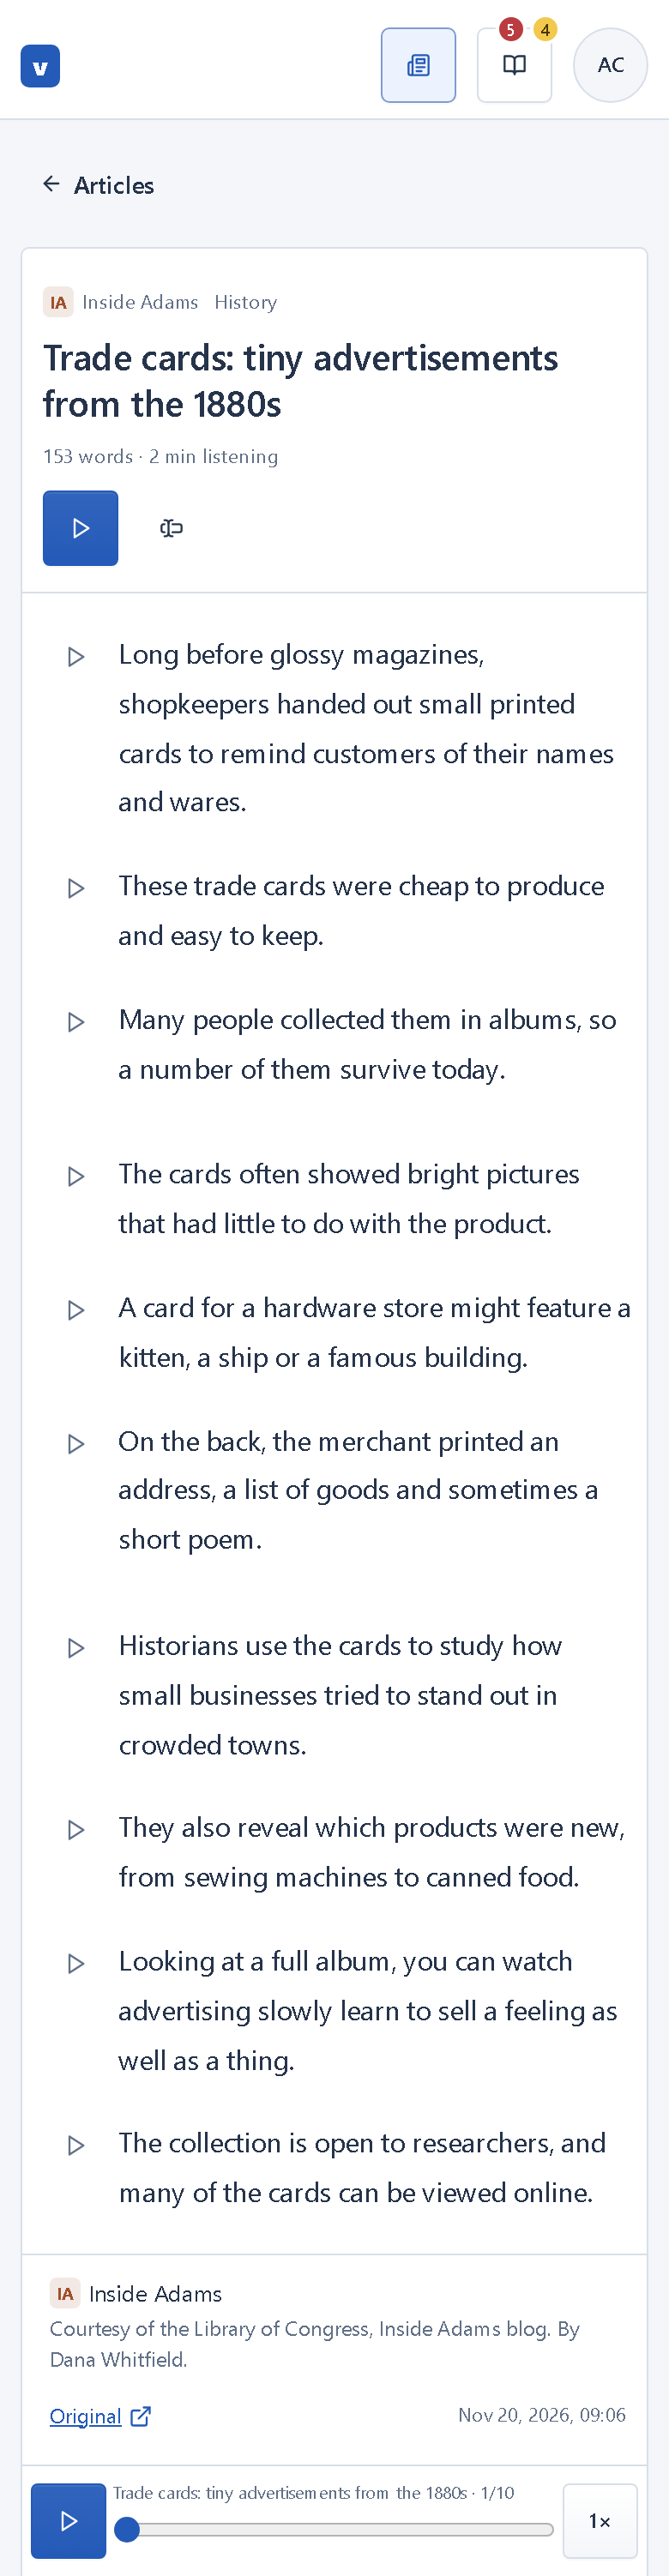 v
5
4
AC
Articles
IA Inside Adams History
Trade cards: tiny advertisements
from the 1880s
153 words · 2 min listening
Long before glossy magazines,
shopkeepers handed out small printed
cards to remind customers of their names
and wares.
These trade cards were cheap to produce
and easy to keep.
Many people collected them in albums, so
a number of them survive today.
The cards often showed bright pictures
that had little to do with the product.
A card for a hardware store might feature a
kitten, a ship or a famous building.
On the back, the merchant printed an
address, a list of goods and sometimes a
short poem.
Historians use the cards to study how
small businesses tried to stand out in
crowded towns.
They also reveal which products were new,
from sewing machines to canned food.
Looking at a full album, you can watch
advertising slowly learn to sell a feeling as
well as a thing.
The collection is open to researchers, and
many of the cards can be viewed online.
IA Inside Adams
Courtesy of the Library of Congress, Inside Adams blog. By
Dana Whitfield.
Original
Nov 20, 2026, 09:06
Trade cards: tiny advertisements from the 1880s · 1/10
1×